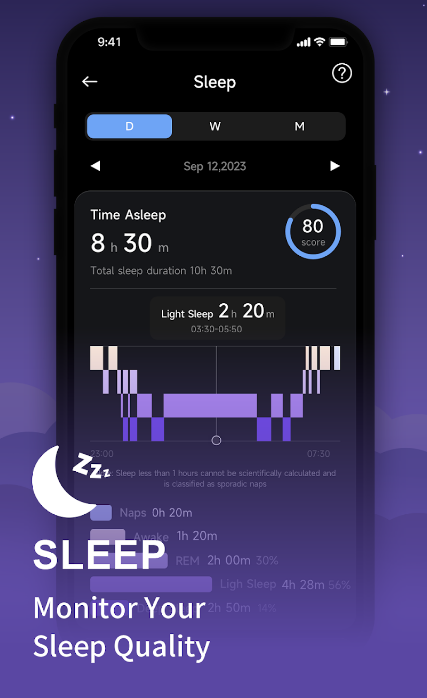 9:41
Sleep
?
D W M
Sep 12,2023
Time Asleep
8 h 30 m
80
score
Total sleep duration 10h 30m
Light Sleep 2 h 20 m
03:30-05:50
23:00 07:30
: Sleep less than 1 hours cannot be scientifically calculated and
is classified as sporadic naps
zzz
Naps 0h 20m
Awake 1h 20m
SLEEP
REM 2h 00m 30%
Ligh Sleep 4h 28m 56%
2h 50m 14%
Monitor Your
Sleep Quality